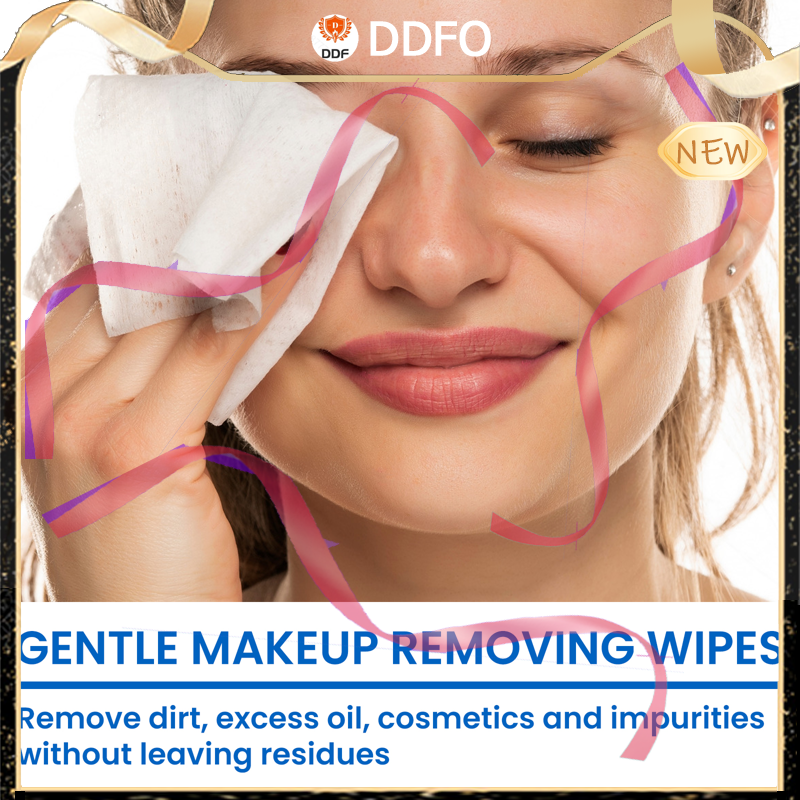 DDF
DDFO
NEW
GENTLE MAKEUP REMOVING WIPES
Remove dirt, excess oil, cosmetics and impurities
without leaving residues